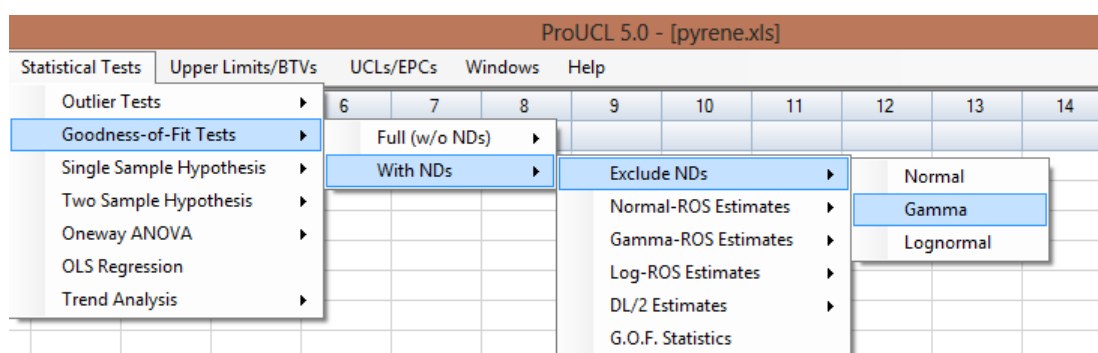 ProUCL 5.0 - [pyrene.xls]
Statistical Tests Upper Limits/BTVs UCLs/EPCs Windows Help
6 7 8 9 10 11 12 13 14
Outlier Tests
Goodness-of-Fit Tests
Single Sample Hypothesis
Two Sample Hypothesis
Oneway ANOVA
OLS Regression
Trend Analysis
Full (w/o NDs)
With NDs
Exclude NDs
Normal-ROS Estimates
Gamma-ROS Estimates
Log-ROS Estimates
DL/2 Estimates
G.O.F. Statistics
Normal
Gamma
Lognormal